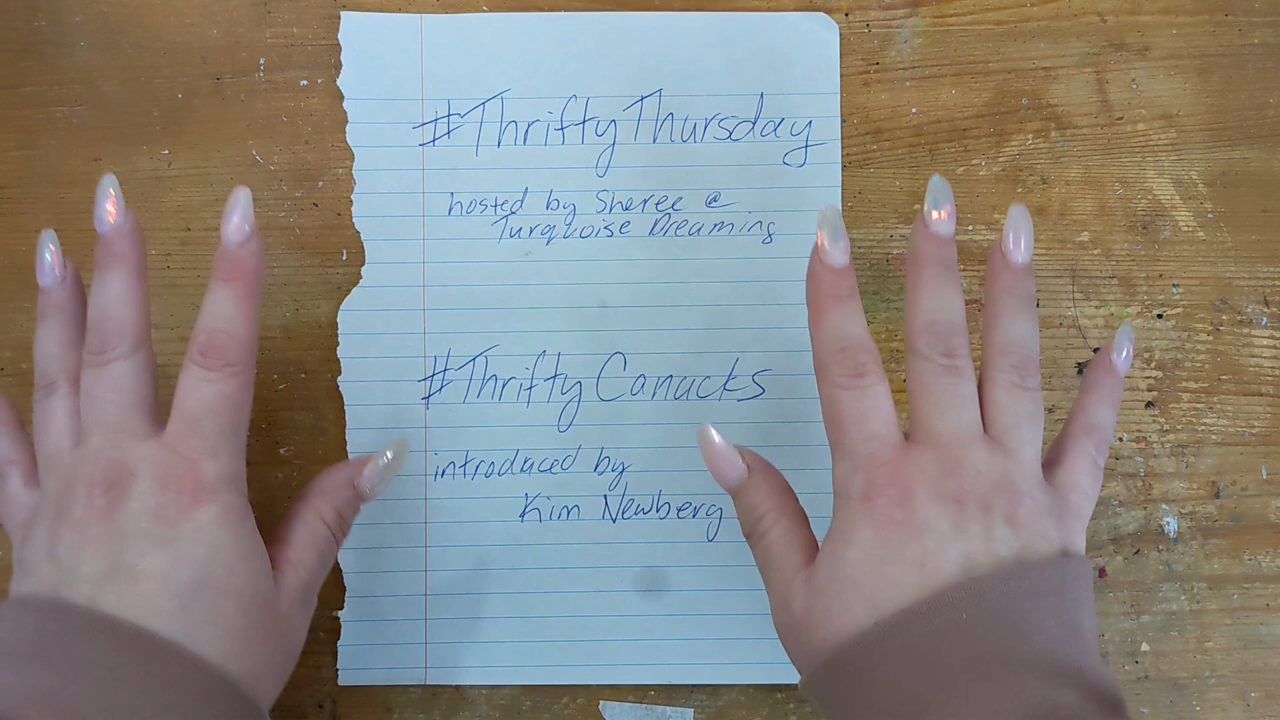 #ThriftyThursday
hosted by Sheree @
Turquoise Dreaming
#ThriftyCanucks
introduced by
Kim Newberg